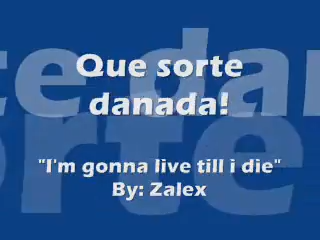 Que sorte
danada!
"I'm gonna live till i die"
By: Zalex